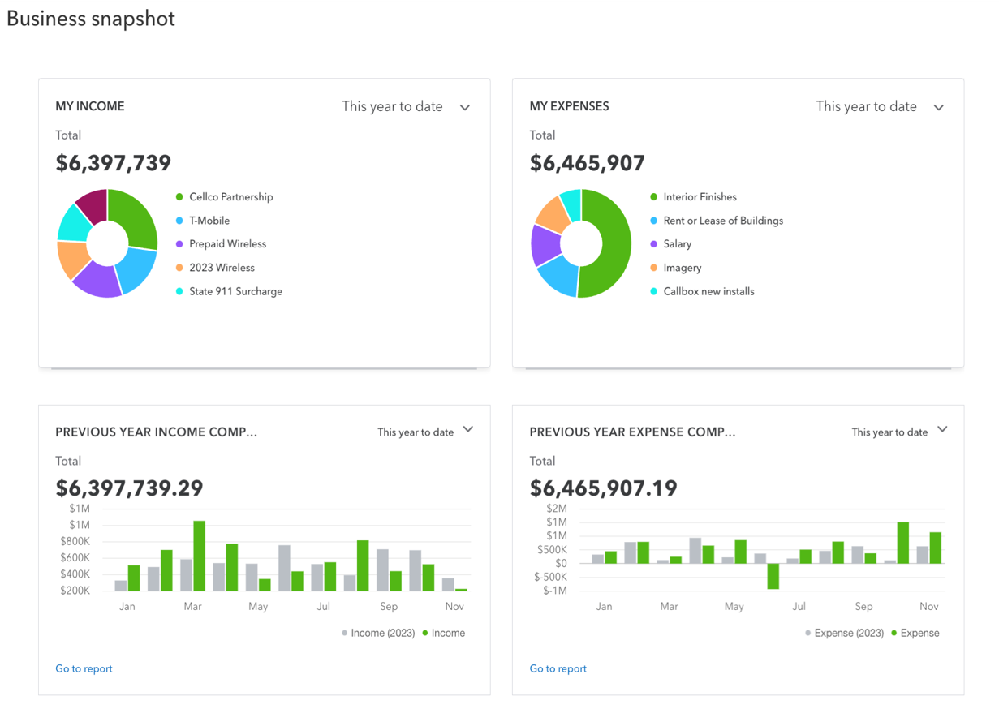 Business snapshot
MY INCOME
This year to date
Total
$6,397,739
Cellco Partnership
T-Mobile
Prepaid Wireless
2023 Wireless
State 911 Surcharge
MY EXPENSES
This year to date
Total
$6,465,907
Interior Finishes
Rent or Lease of Buildings
Salary
Imagery
Callbox new installs
PREVIOUS YEAR INCOME COMP...
This year to date
Total
$6,397,739.29
$1M
$1M
$800K
$600K
$400K
$200K
Jan Mar May Jul Sep Nov
Income (2023) Income
Go to report
PREVIOUS YEAR EXPENSE COMP...
This year to date
Total
$6,465,907.19
$2M
$1M
$1M
$500K
$0
$-500K
$-1M
Jan Mar May Jul Sep Nov
Expense (2023) Expense
Go to report